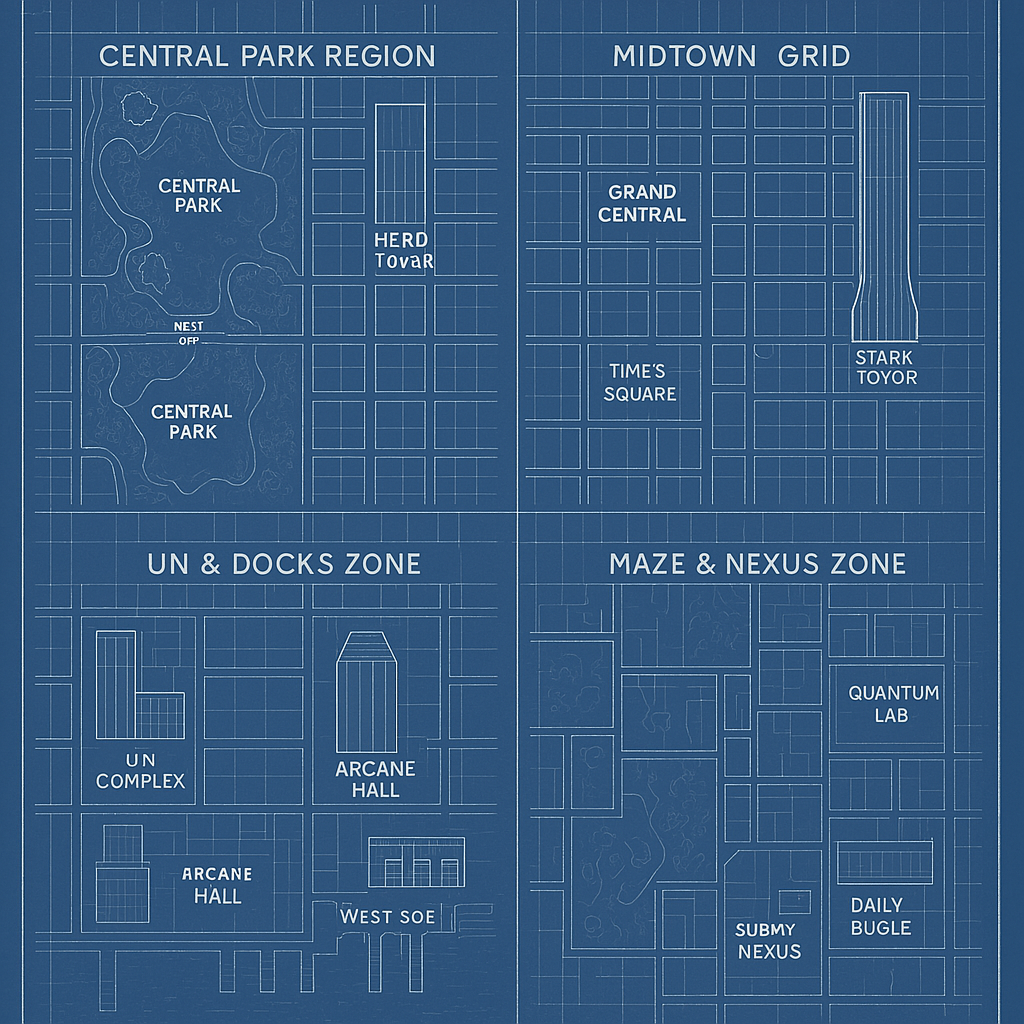 CENTRAL PARK REGION
CENTRAL
PARK
HERD
TovaR
NEST
OFP
CENTRAL
PARK
MIDTOWN GRID
GRAND
CENTRAL
TIME'S
SQUARE
STARK
TOYOR
UN & DOCKS ZONE
UN
COMPLEX
ARCANE
HALL
ARCANE
HALL
WEST SOE
MAZE & NEXUS ZONE
QUANTUM
LAB
SUBMY
NEXUS
DAILY
BUGLE